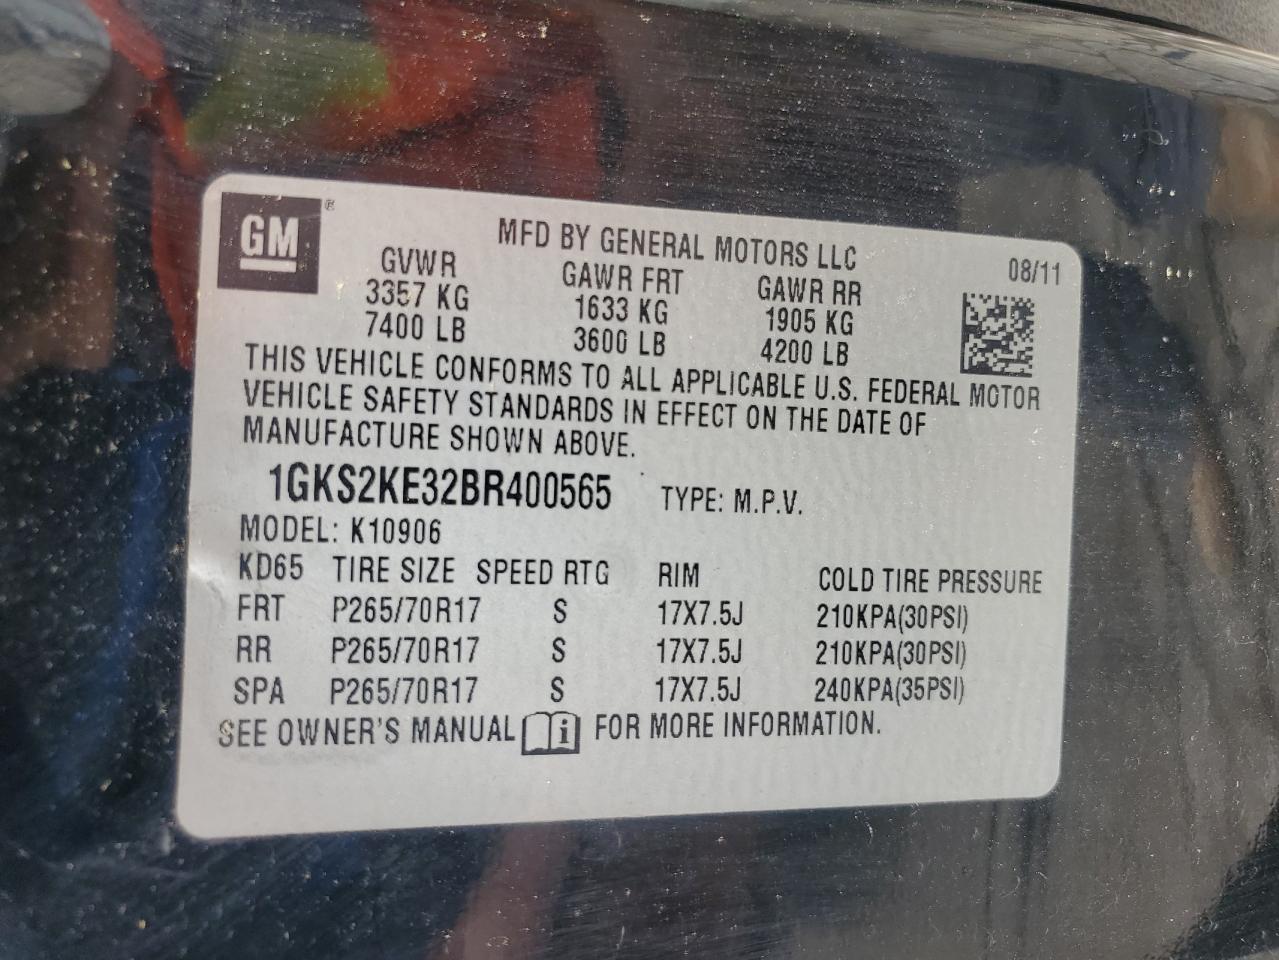 GM®
MFD BY GENERAL MOTORS LLC
08/11
GVWR GAWR FRT GAWR RR
3357 KG 1633 KG 1905 KG
7400 LB 3600 LB 4200 LB
THIS VEHICLE CONFORMS TO ALL APPLICABLE U.S. FEDERAL MOTOR
VEHICLE SAFETY STANDARDS IN EFFECT ON THE DATE OF
MANUFACTURE SHOWN ABOVE.
1GKS2KE32BR400565 TYPE: M.P.V.
MODEL: K10906
KD65 TIRE SIZE SPEED RTG RIM COLD TIRE PRESSURE
FRT P265/70R17 S 17X7.5J 210KPA(30PSI)
RR P265/70R17 S 17X7.5J 210KPA(30PSI)
SPA P265/70R17 S 17X7.5J 240KPA(35PSI)
SEE OWNER'S MANUAL i FOR MORE INFORMATION.